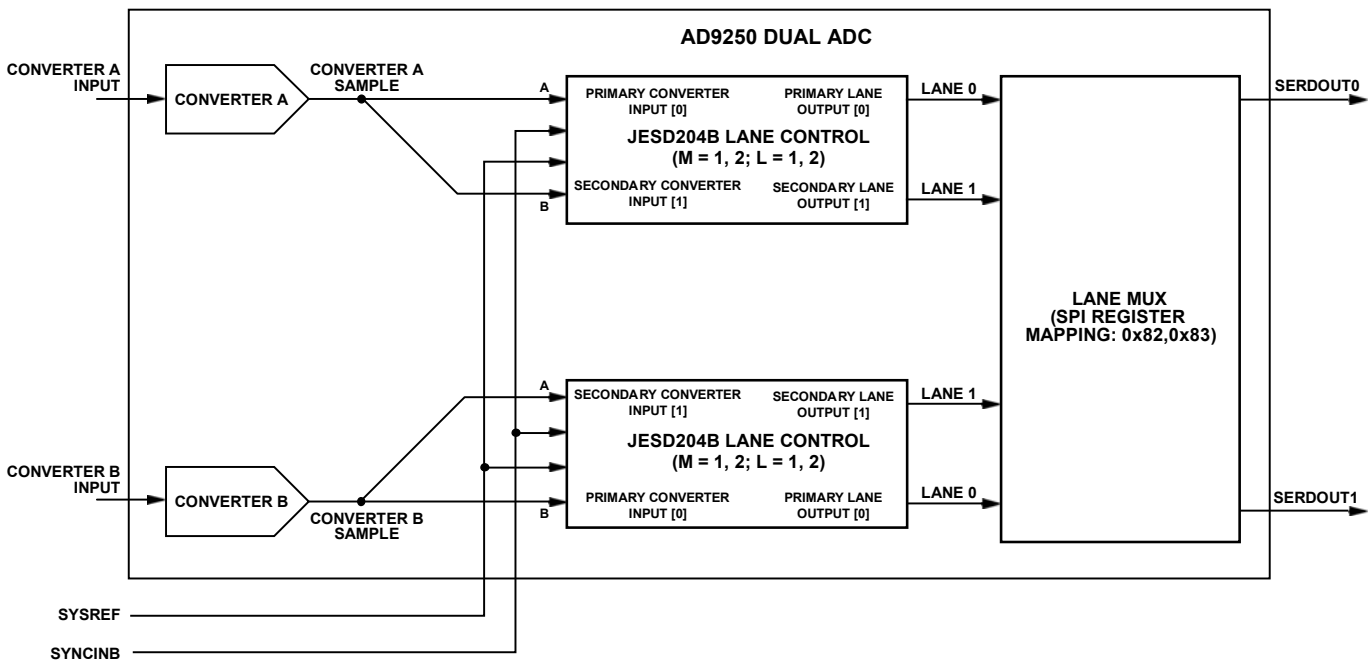 AD9250 DUAL ADC
CONVERTER A
INPUT
CONVERTER A
CONVERTER A
SAMPLE
A
B
PRIMARY CONVERTER
INPUT [0]
PRIMARY LANE
OUTPUT [0]
JESD204B LANE CONTROL
(M = 1, 2; L = 1, 2)
SECONDARY CONVERTER
INPUT [1]
SECONDARY LANE
OUTPUT [1]
LANE 0
LANE 1
SERDOUT0
LANE MUX
(SPI REGISTER
MAPPING: 0x82,0x83)
CONVERTER B
INPUT
CONVERTER B
CONVERTER B
SAMPLE
A
B
SECONDARY CONVERTER
INPUT [1]
SECONDARY LANE
OUTPUT [1]
JESD204B LANE CONTROL
(M = 1, 2; L = 1, 2)
PRIMARY CONVERTER
INPUT [0]
PRIMARY LANE
OUTPUT [0]
LANE 1
LANE 0
SERDOUT1
SYSREF
SYNCINB